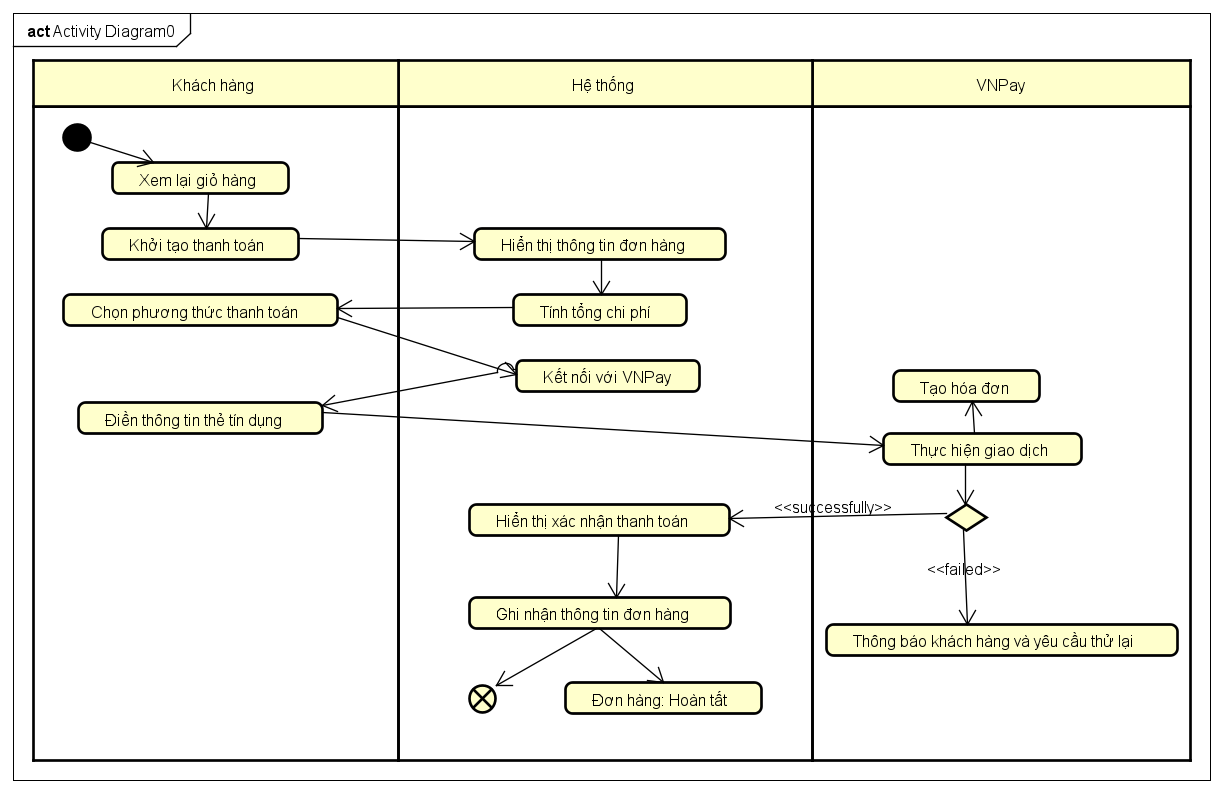 act Activity Diagram0
Khách hàng
Hệ thống
VNPay
Xem lại giỏ hàng
Khởi tạo thanh toán
Hiển thị thông tin đơn hàng
Chọn phương thức thanh toán
Tính tổng chi phí
Kết nối với VNPay
Tạo hóa đơn
Điền thông tin thẻ tín dụng
Thực hiện giao dịch
<<successfully>>
Hiển thị xác nhận thanh toán
<<failed>>
Ghi nhận thông tin đơn hàng
Thông báo khách hàng và yêu cầu thử lại
Đơn hàng: Hoàn tất